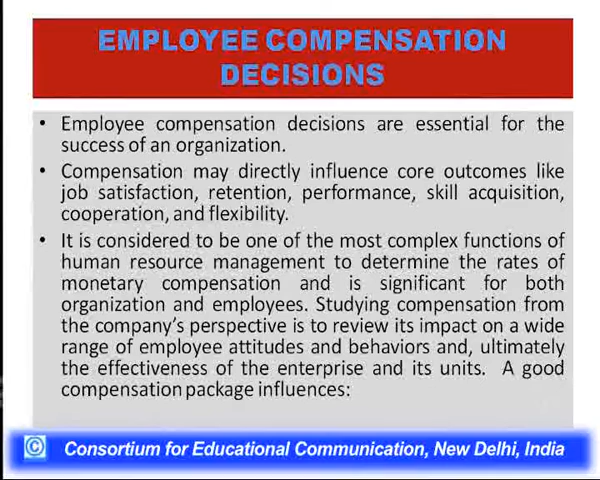 EMPLOYEE COMPENSATION
DECISIONS
• Employee compensation decisions are essential for the
success of an organization.
• Compensation may directly influence core outcomes like
job satisfaction, retention, performance, skill acquisition,
cooperation, and flexibility.
• It is considered to be one of the most complex functions of
human resource management to determine the rates of
monetary compensation and is significant for both
organization and employees. Studying compensation from
the company's perspective is to review its impact on a wide
range of employee attitudes and behaviors and, ultimately
the effectiveness of the enterprise and its units. A good
compensation package influences:
© Consortium for Educational Communication, New Delhi, India